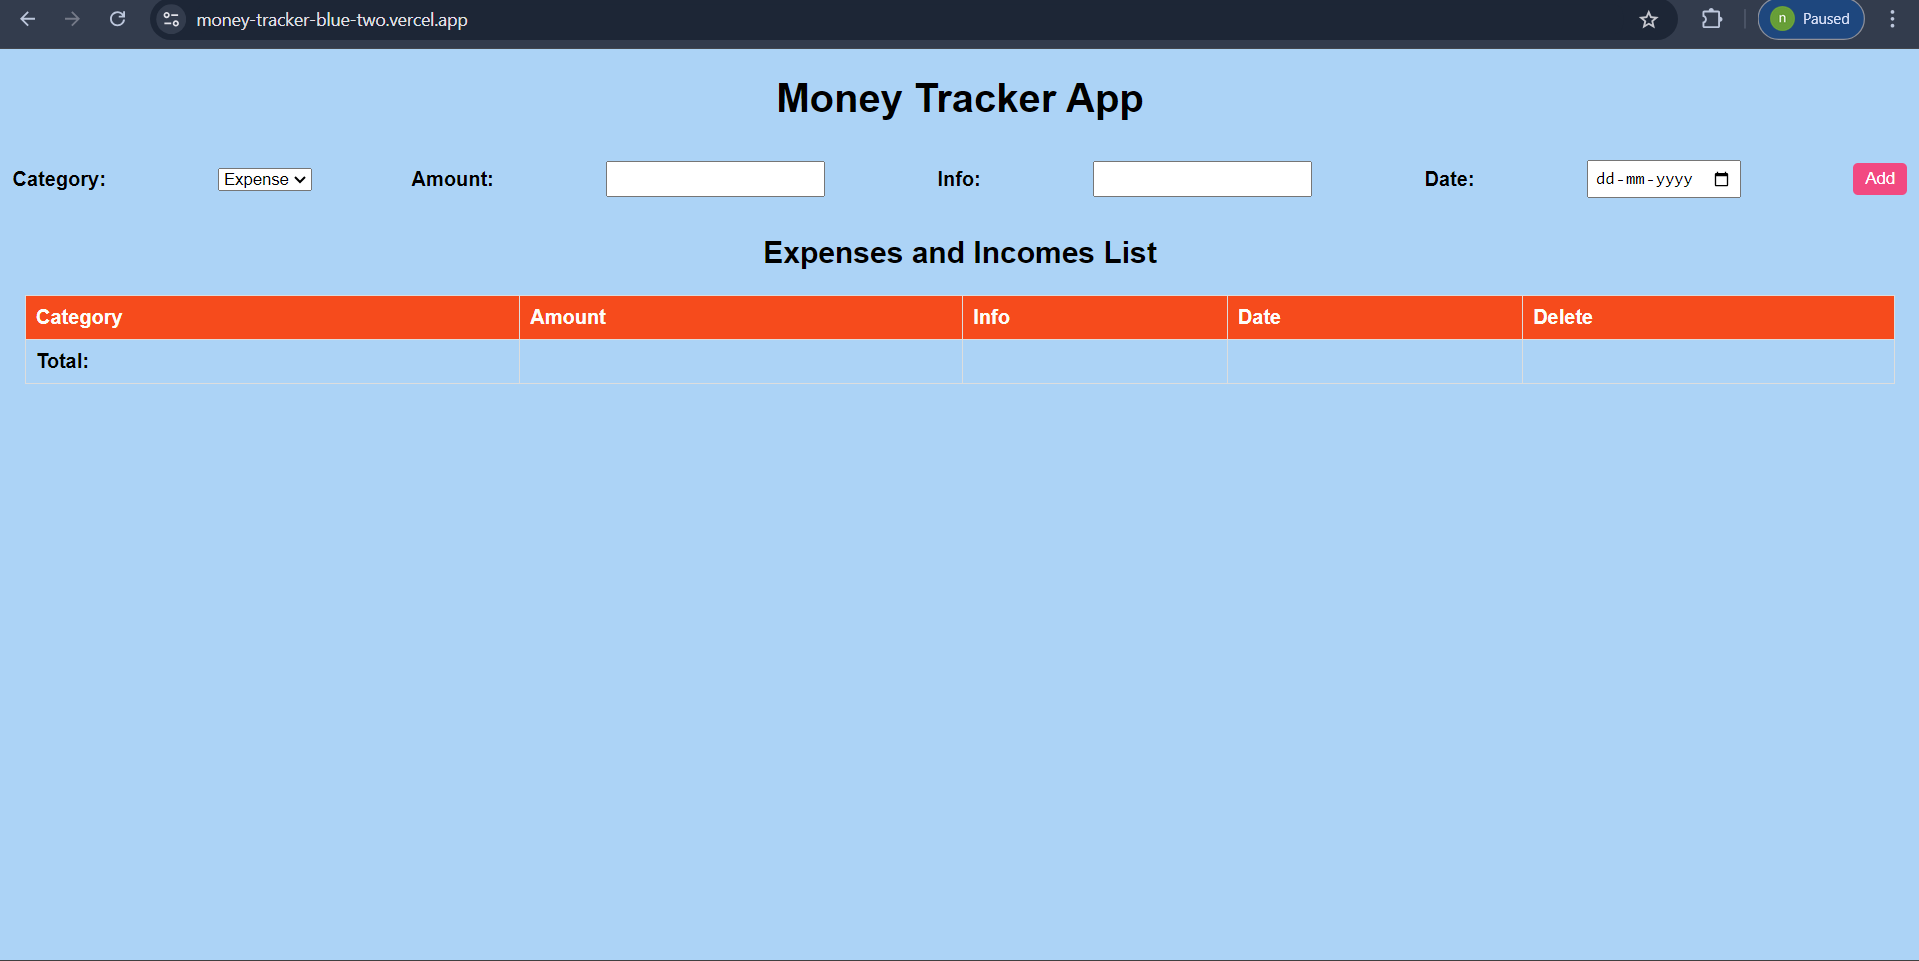 money-tracker-blue-two.vercel.app
n Paused
Money Tracker App
Category: Expense Amount: Info: Date: dd-mm-yyyy Add
Expenses and Incomes List
Category Amount Info Date Delete
Total: